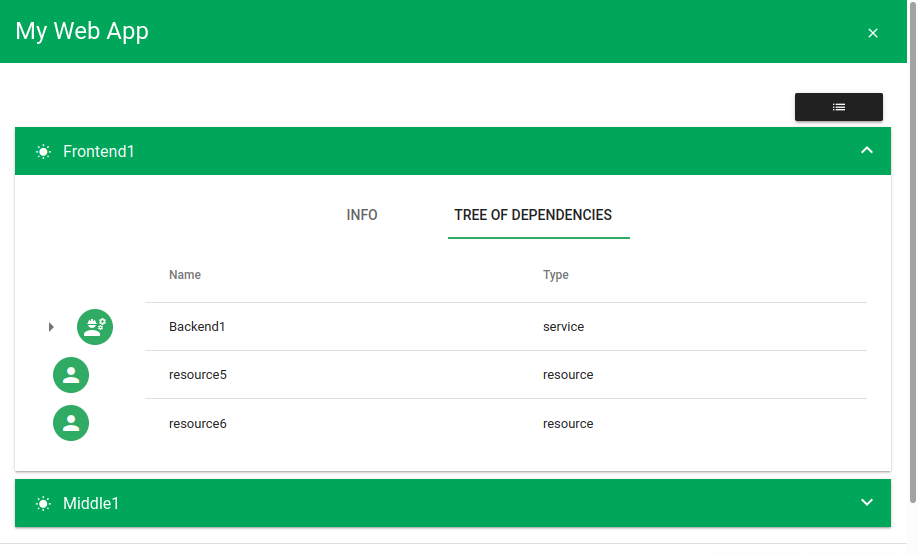 My Web App
Frontend1
INFO TREE OF DEPENDENCIES
Name Type
Backend1 service
resource5 resource
resource6 resource
Middle1